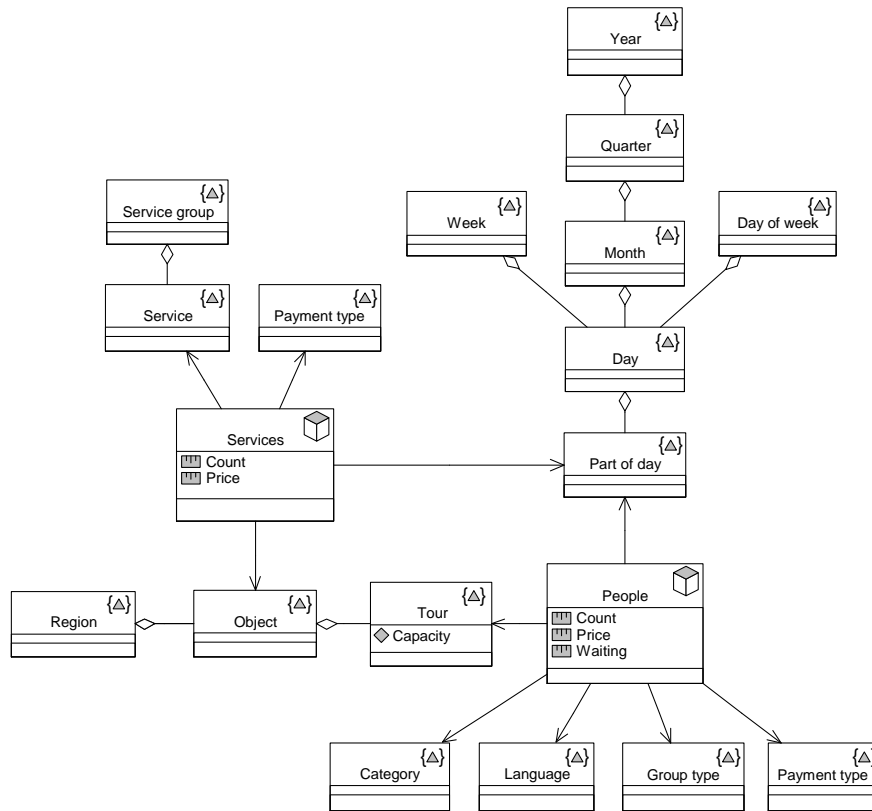 Year
Quarter
Service group
Week
Month
Day of week
Service
Payment type
Day
Services
Count
Price
Part of day
People
Count
Price
Waiting
Region
Object
Tour
Capacity
Category
Language
Group type
Payment type